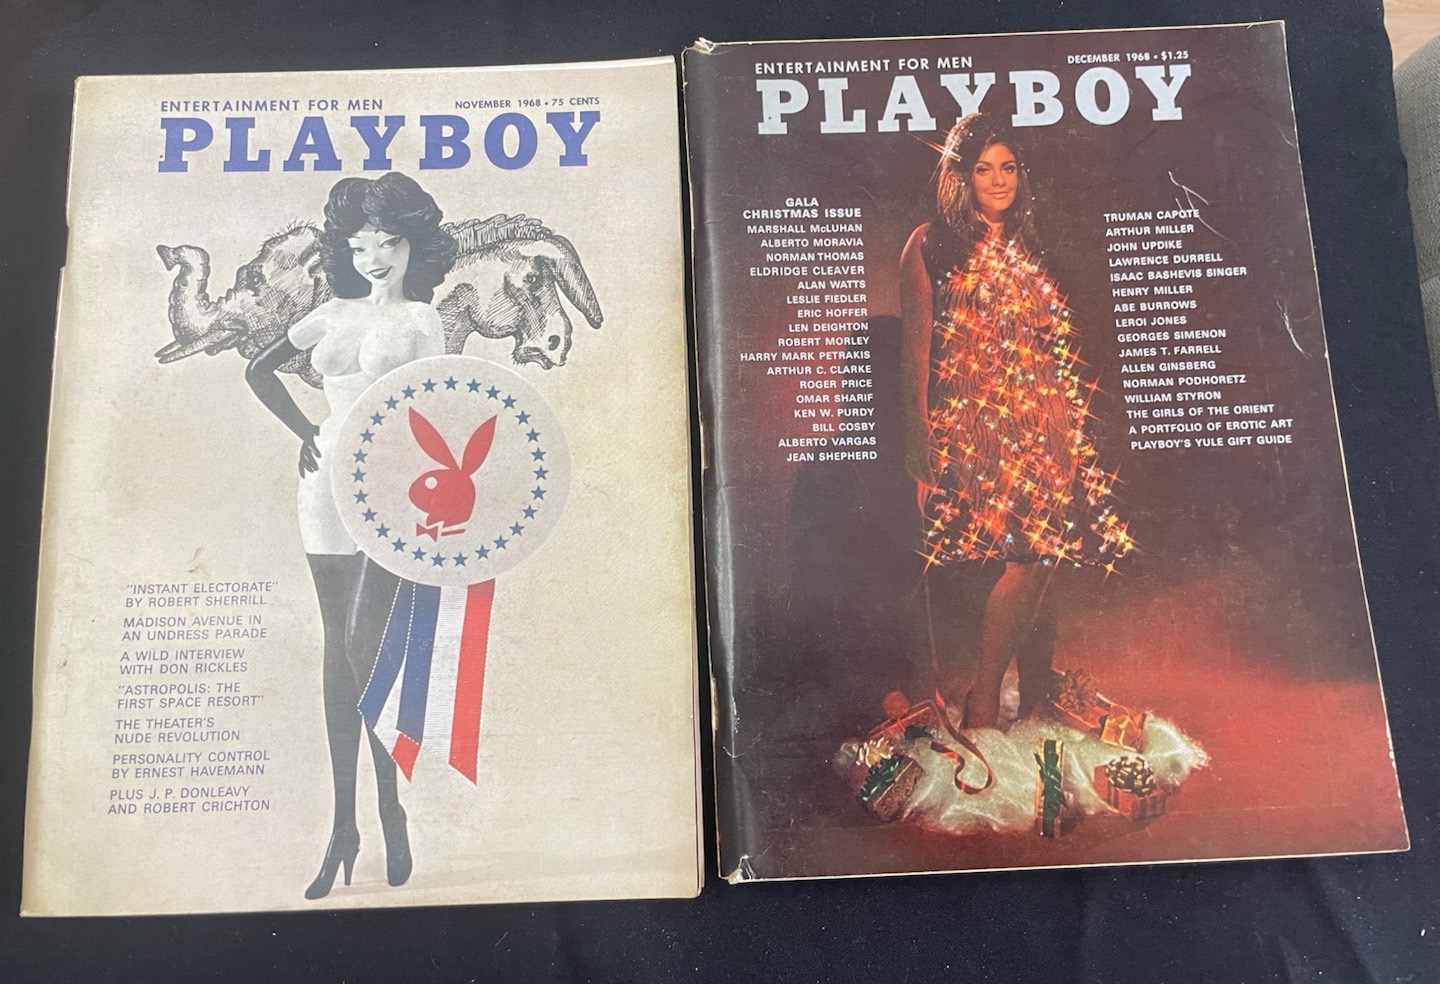 ENTERTAINMENT FOR MEN
NOVEMBER 1968 • 75 CENTS
PLAYBOY
"INSTANT ELECTORATE"
BY ROBERT SHERRILL
MADISON AVENUE IN
AN UNDRESS PARADE
A WILD INTERVIEW
WITH DON RICKLES
"ASTROPOLIS: THE
FIRST SPACE RESORT"
THE THEATER'S
NUDE REVOLUTION
PERSONALITY CONTROL
BY ERNEST HAVEMANN
PLUS J. P. DONLEAVY
AND ROBERT CRICHTON
ENTERTAINMENT FOR MEN
DECEMBER 1968 • $1.25
PLAYBOY
GALA
CHRISTMAS ISSUE
MARSHALL McLUHAN
ALBERTO MORAVIA
NORMAN THOMAS
ELDRIDGE CLEAVER
ALAN WATTS
LESLIE FIEDLER
ERIC HOFFER
LEN DEIGHTON
ROBERT MORLEY
HARRY MARK PETRAKIS
ARTHUR C. CLARKE
ROGER PRICE
OMAR SHARIF
KEN W. PURDY
BILL COSBY
ALBERTO VARGAS
JEAN SHEPHERD
TRUMAN CAPOTE
ARTHUR MILLER
JOHN UPDIKE
LAWRENCE DURRELL
ISAAC BASHEVIS SINGER
HENRY MILLER
ABE BURROWS
LEROI JONES
GEORGES SIMENON
JAMES T. FARRELL
ALLEN GINSBERG
NORMAN PODHORETZ
WILLIAM STYRON
THE GIRLS OF THE ORIENT
A PORTFOLIO OF EROTIC ART
PLAYBOY'S YULE GIFT GUIDE